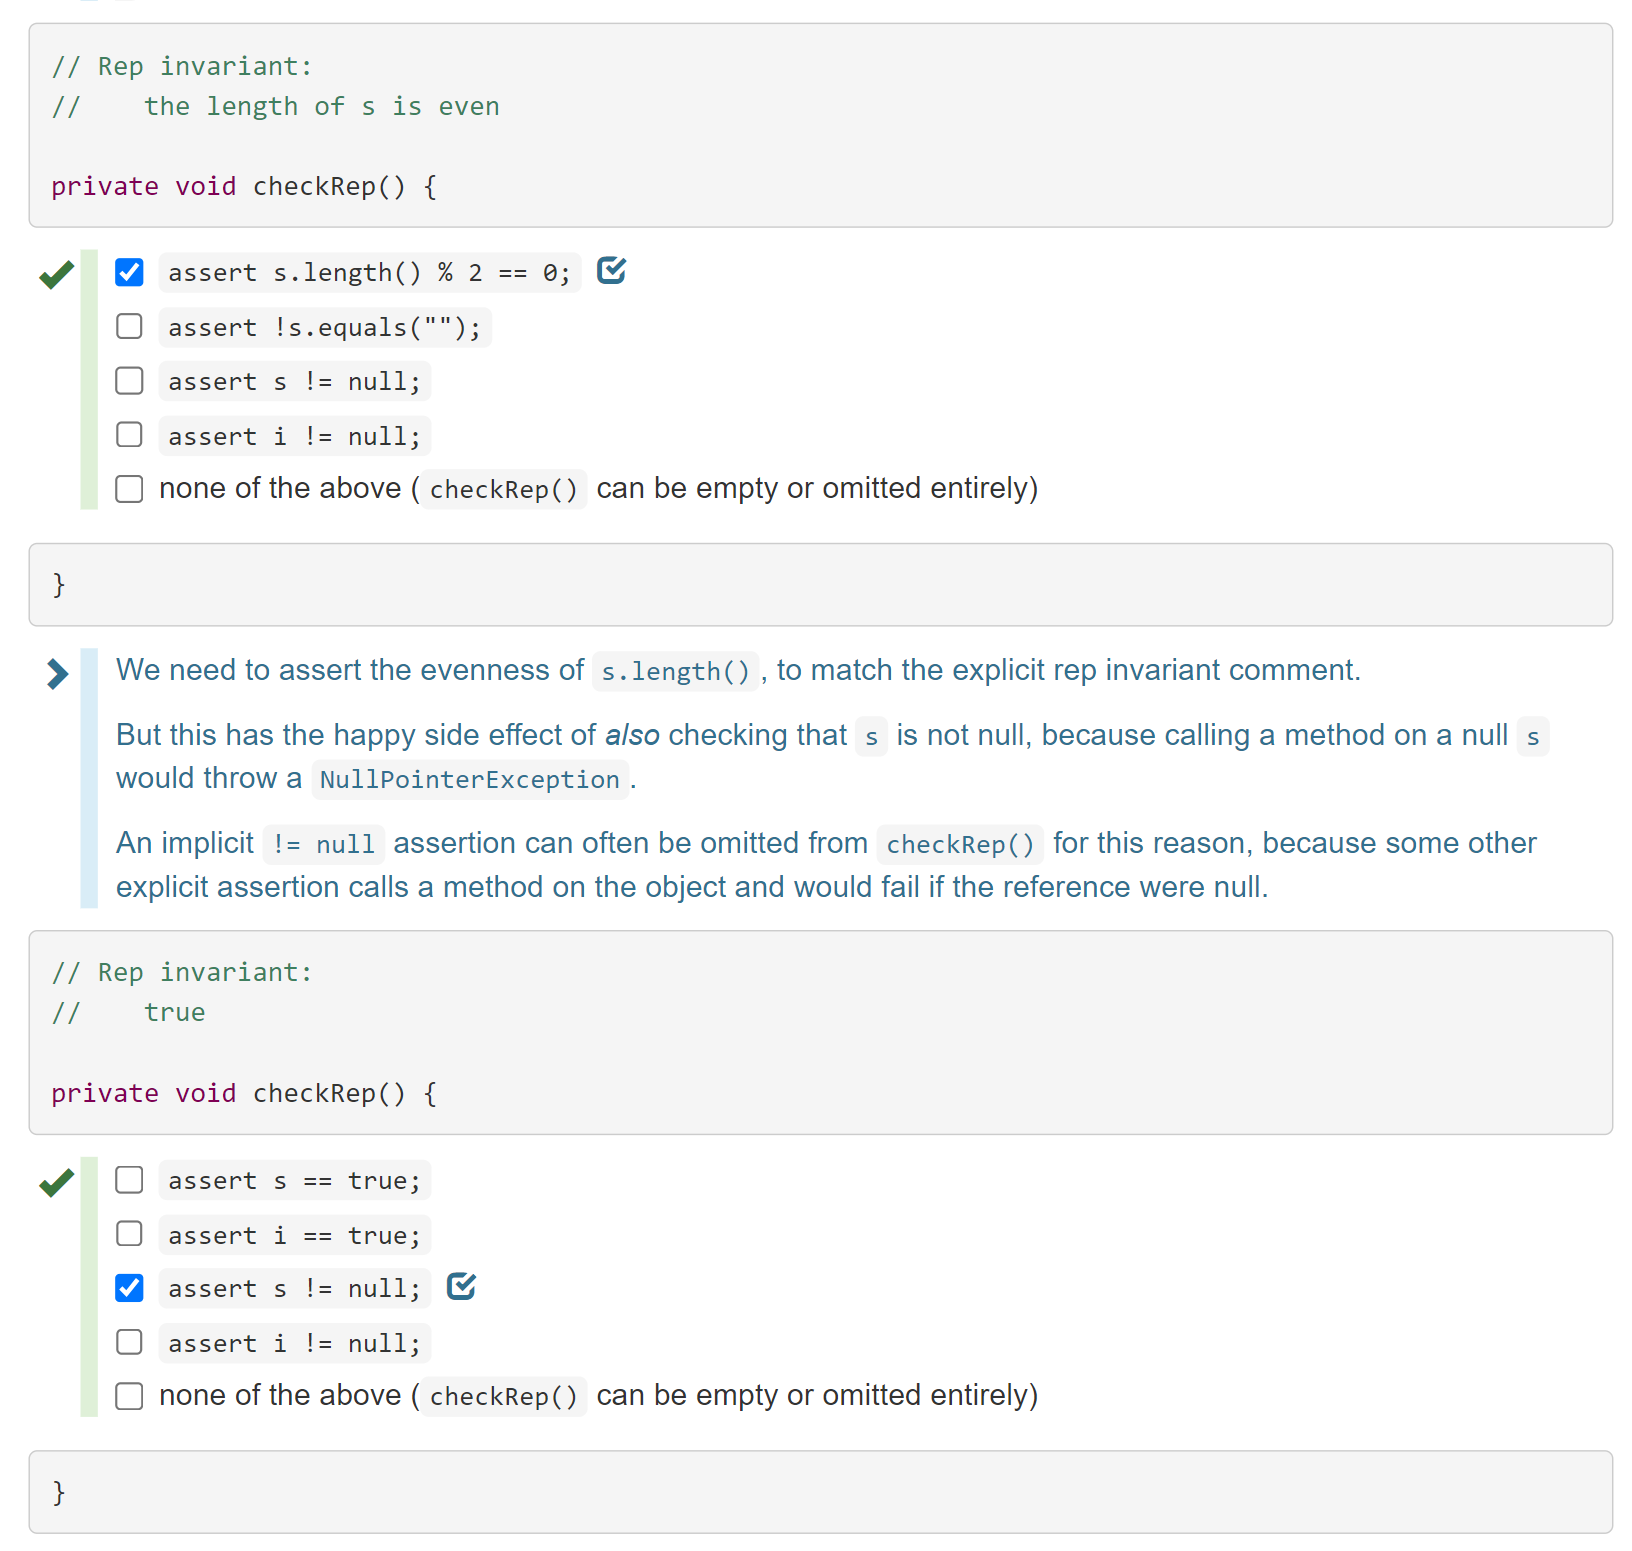 // Rep invariant:
//    the length of s is even
private void checkRep() {
assert s.length() % 2 == 0;
assert !s.equals("");
assert s != null;
assert i != null;
none of the above ( checkRep() can be empty or omitted entirely)
}
We need to assert the evenness of s.length() , to match the explicit rep invariant comment.
But this has the happy side effect of also checking that s is not null, because calling a method on a null s
would throw a NullPointerException .
An implicit != null assertion can often be omitted from checkRep() for this reason, because some other
explicit assertion calls a method on the object and would fail if the reference were null.
// Rep invariant:
//    true
private void checkRep() {
assert s == true;
assert i == true;
assert s != null;
assert i != null;
none of the above ( checkRep() can be empty or omitted entirely)
}